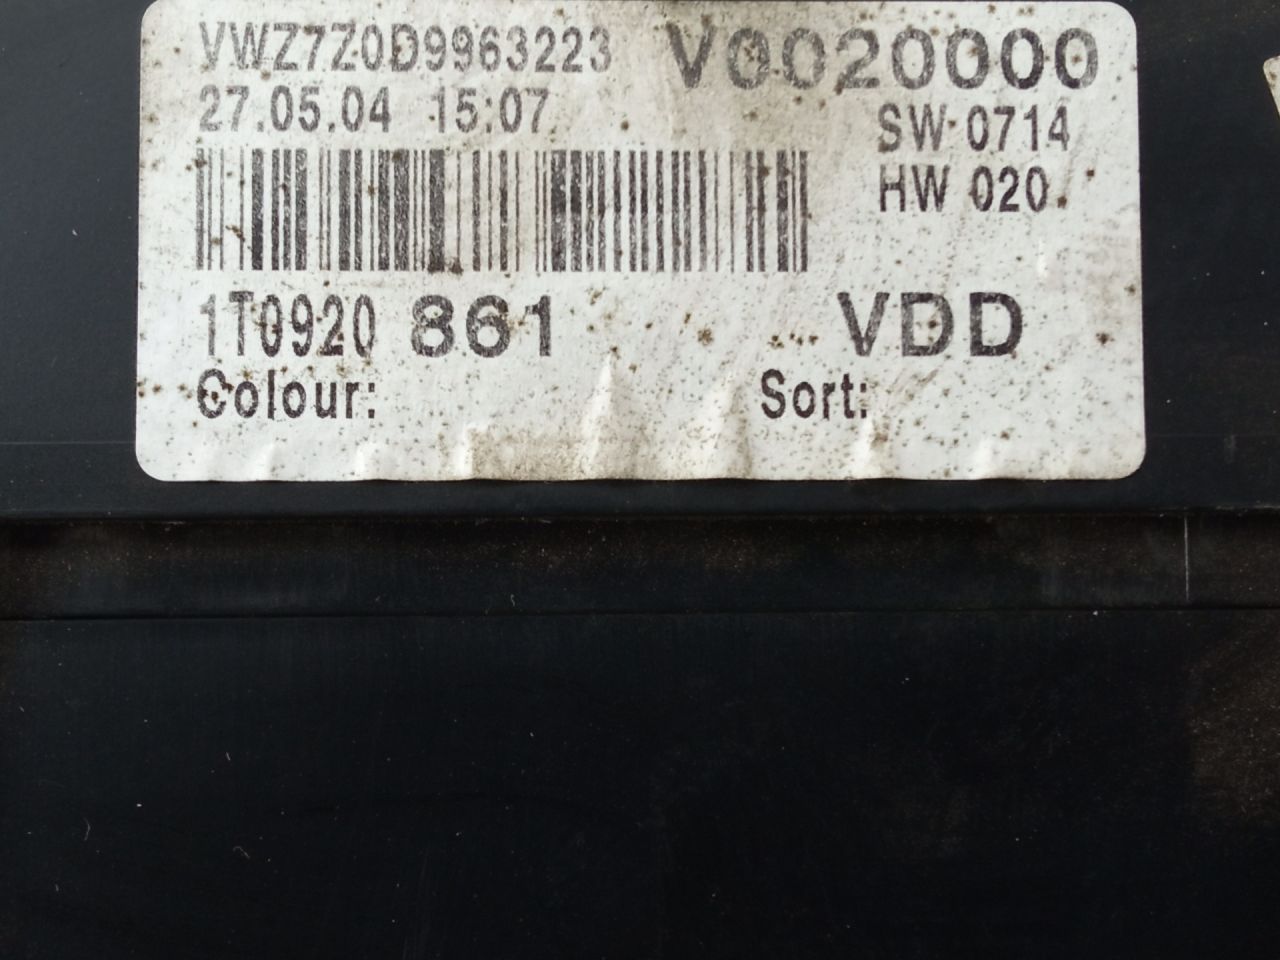 VWZ7Z0D9963223 V0020000
27.05.04 15:07 SW 0714
HW 020
1T0920 861 VDD
Colour: Sort: